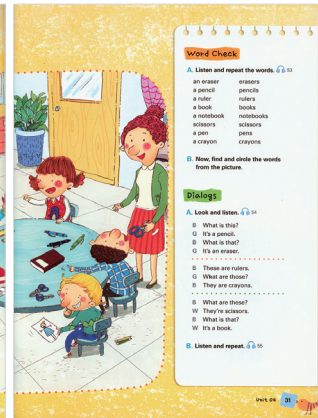 Word Check
A. Listen and repeat the words. 53
an eraser erasers
a pencil pencils
a ruler rulers
a book books
a notebook notebooks
scissors scissors
a pen pens
a crayon crayons
B. Now, find and circle the words
from the picture.
Dialogs
A. Look and listen. 54
B What is this?
G It's a pencil.
B What is that?
G It's an eraser.
B These are rulers.
G What are those?
B They are crayons.
B What are these?
W They're scissors.
B What is that?
W It's a book.
B. Listen and repeat. 55
Unit 04 31